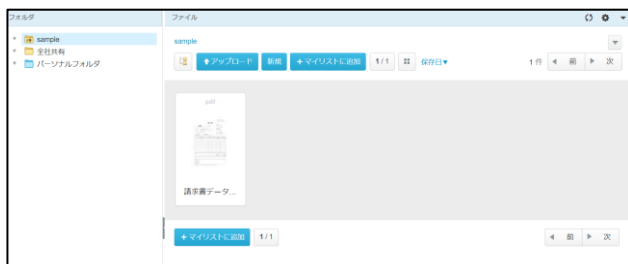 フォルダ
sample
全社共有
パーソナルフォルダ
ファイル
sample
アップロード 新規 +マイリストに追加 1/1 保存日▼ 1件 ◀ 前 ▶ 次
pdf
請求書データ...
+マイリストに追加 1/1 ◀ 前 ▶ 次